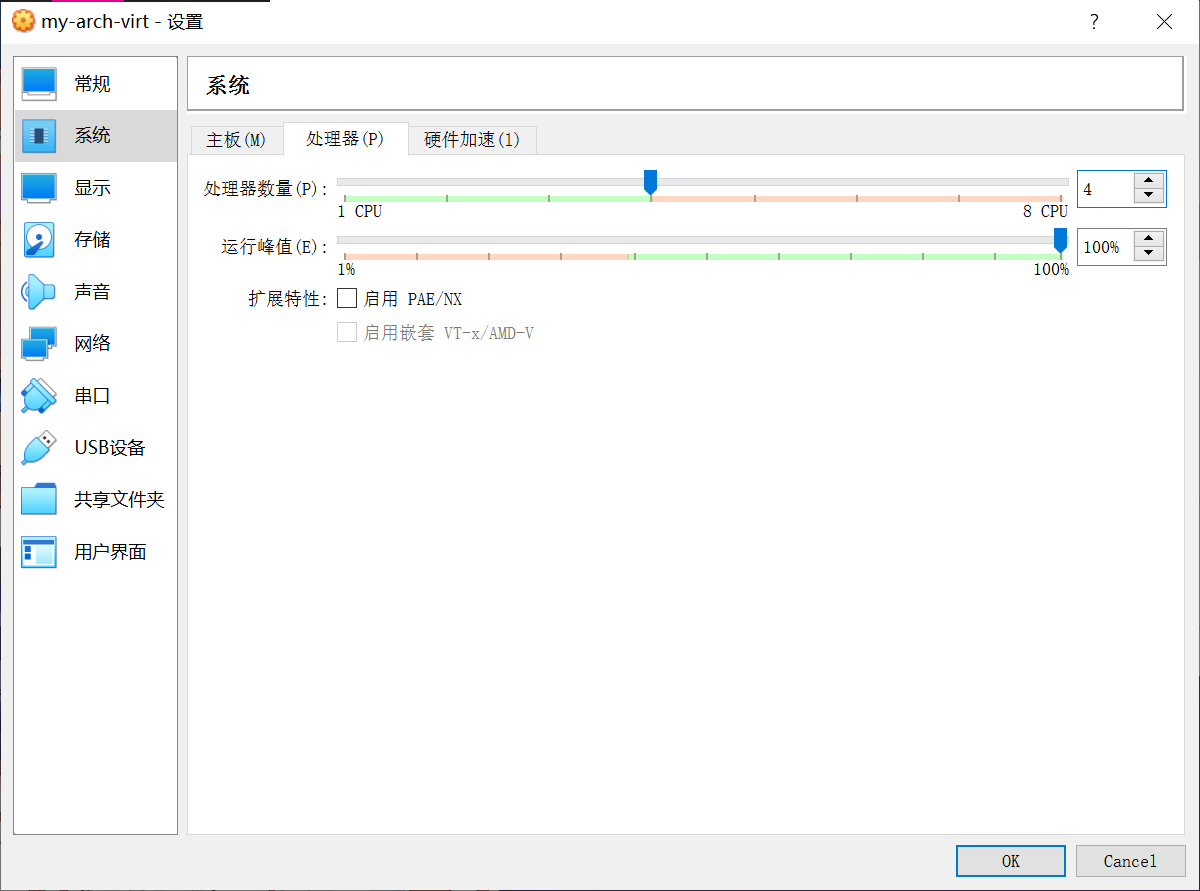 my-arch-virt - 设置
?
常规
系统
显示
存储
声音
网络
串口
USB设备
共享文件夹
用户界面
系统
主板(M) 处理器(P) 硬件加速(l)
处理器数量(P): 4
1 CPU 8 CPU
运行峰值(E): 100%
1% 100%
扩展特性: 启用 PAE/NX
启用嵌套 VT-x/AMD-V
OK Cancel